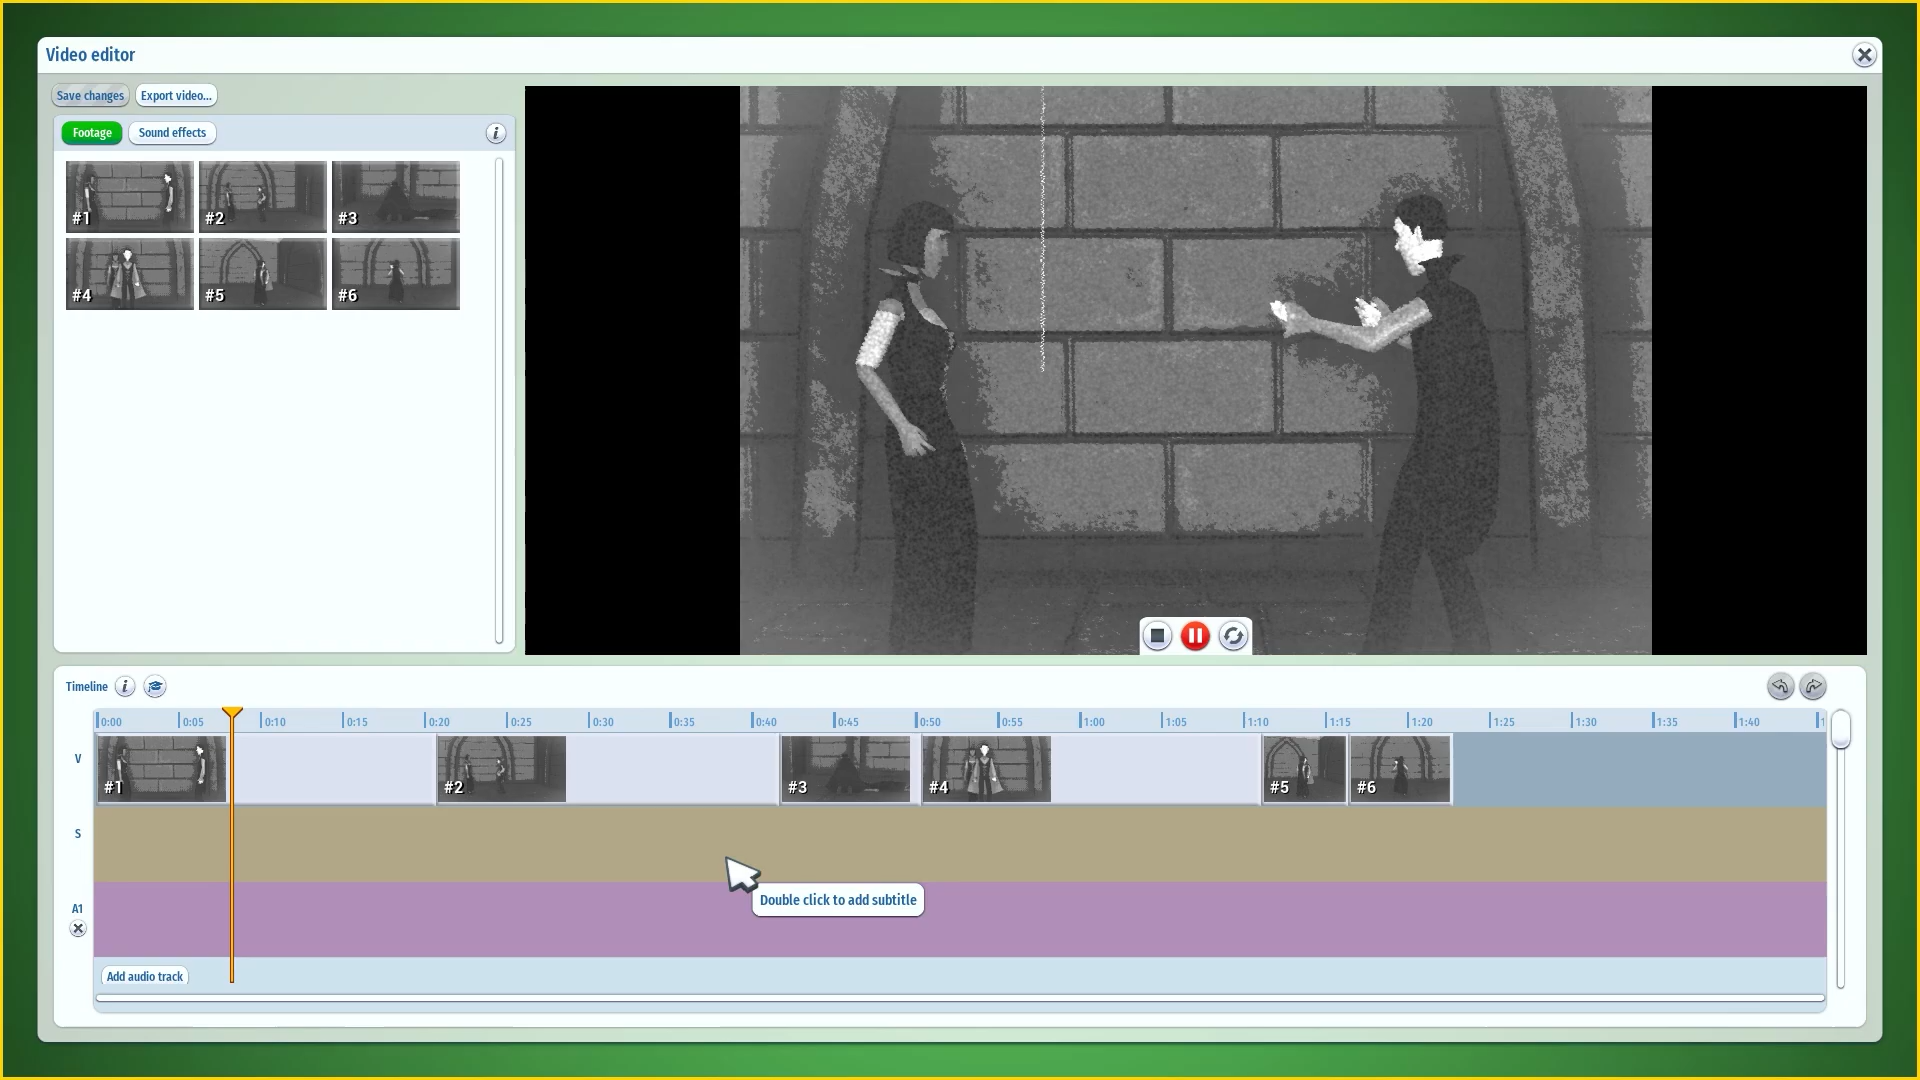 Video editor
Save changes Export video...
Footage Sound effects i
#1 #2 #3
#4 #5 #6
Timeline i
0:00 0:05 0:10 0:15 0:20 0:25 0:30 0:35 0:40 0:45 0:50 0:55 1:00 1:05 1:10 1:15 1:20 1:25 1:30 1:35 1:40
V #1 #2 #3 #4 #5 #6
S
Double click to add subtitle
A1
Add audio track